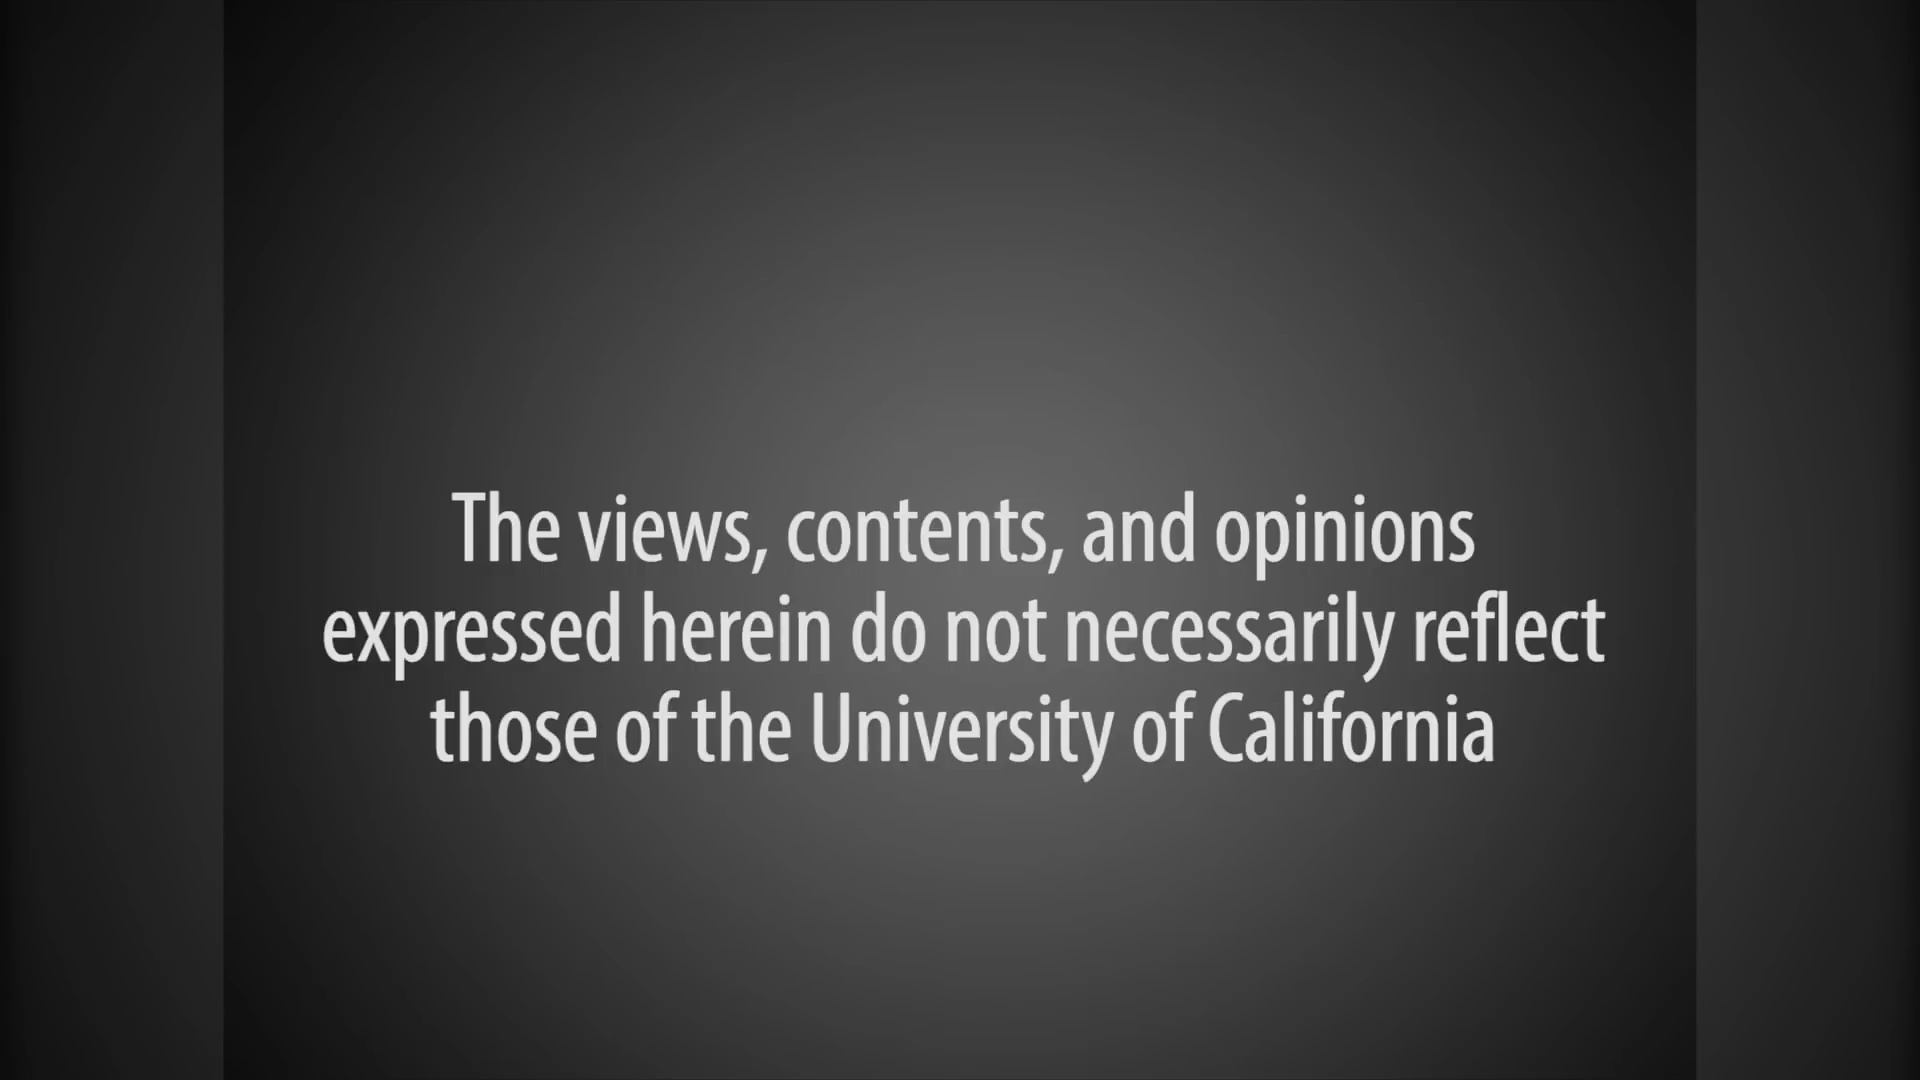 The views, contents, and opinions
expressed herein do not necessarily reflect
those of the University of California